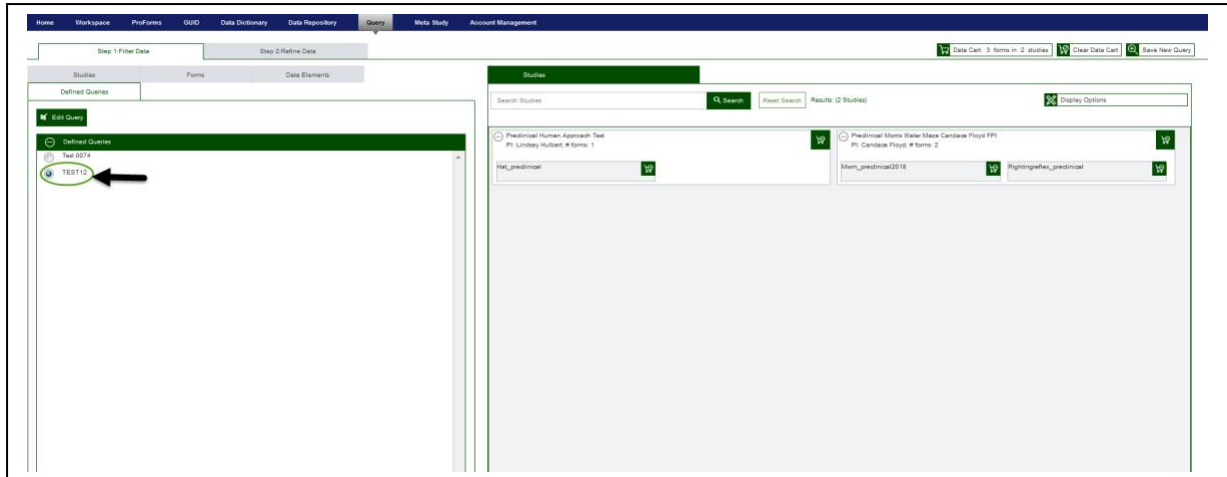 Home Workspace ProForms GUID Data Dictionary Data Repository Query Meta Study Account Management
Step 1:Filter Data Step 2:Refine Data
Data Cart: 3 forms in 2 studies Clear Data Cart Save New Query
Studies Forms Data Elements
Defined Queries
Edit Query
Defined Queries
Test 0074
TEST12
Studies
Search Studies Search Reset Search Results: (2 Studies) Display Options
Preclinical Human Approach Test
PI: Lindsey Hulbert, # forms: 1
Hat_preclinical
Preclinical Morris Water Maze Candace Floyd FPI
PI: Candace Floyd, # forms: 2
Mwm_preclinical2018 Rightingreflex_preclinical